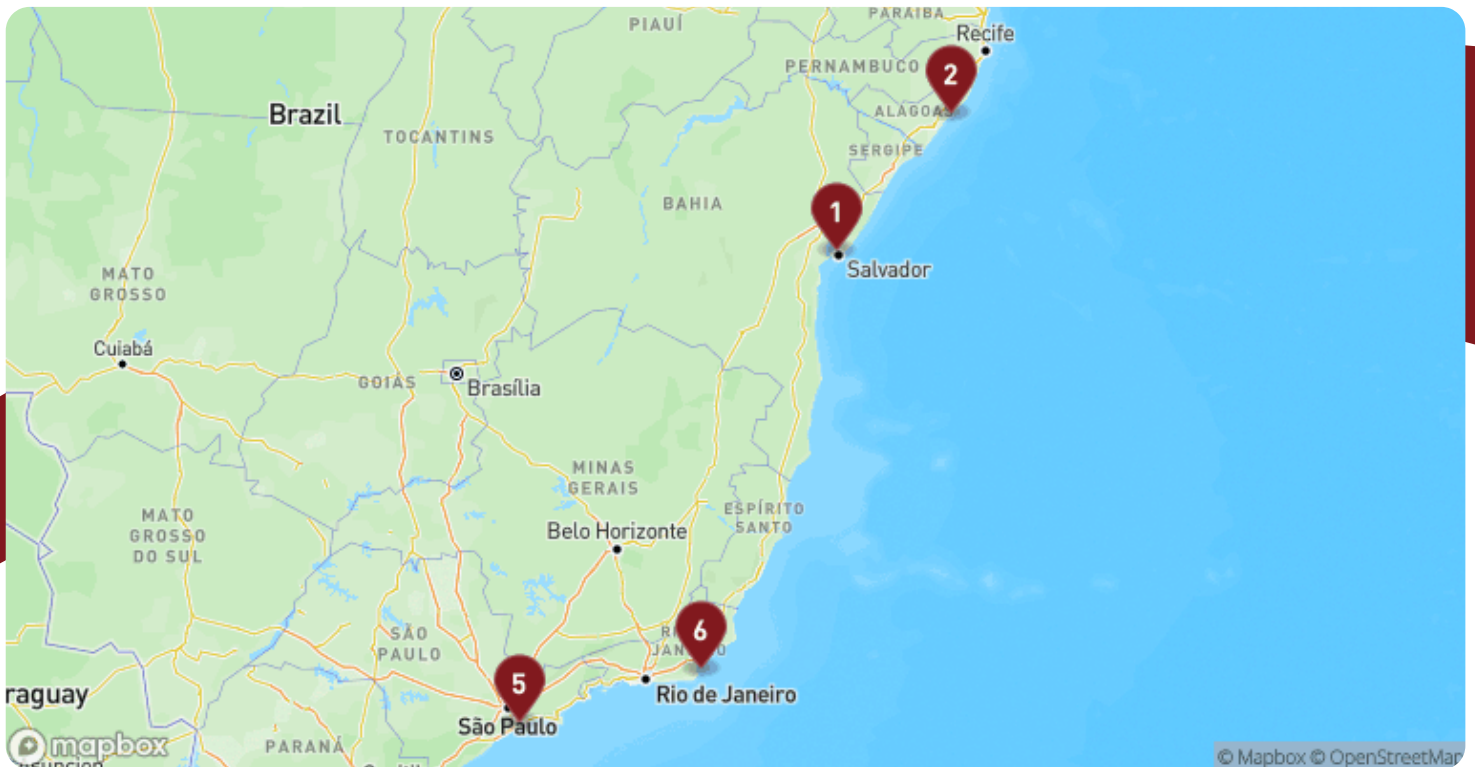 PARAÍBA
PIAUÍ
Recife
PERNAMBUCO
2
Brazil
ALAGOAS
TOCANTINS
SERGIPE
BAHIA
1
Salvador
MATO
GROSSO
Cuiabá
GOIÁS
Brasília
MINAS
GERAIS
ESPÍRITO
SANTO
MATO
GROSSO
DO SUL
Belo Horizonte
6
SÃO
PAULO
JANEIRO
5
Rio de Janeiro
raguay
São Paulo
PARANÁ
mapbox
© Mapbox © OpenStreetMap